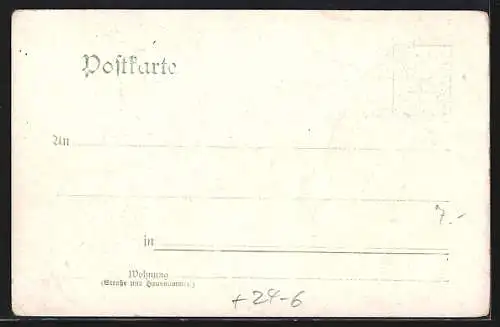 Postkarte
An
7.-
in
Wohnung
(Straße und Hausnummer)
+24-6